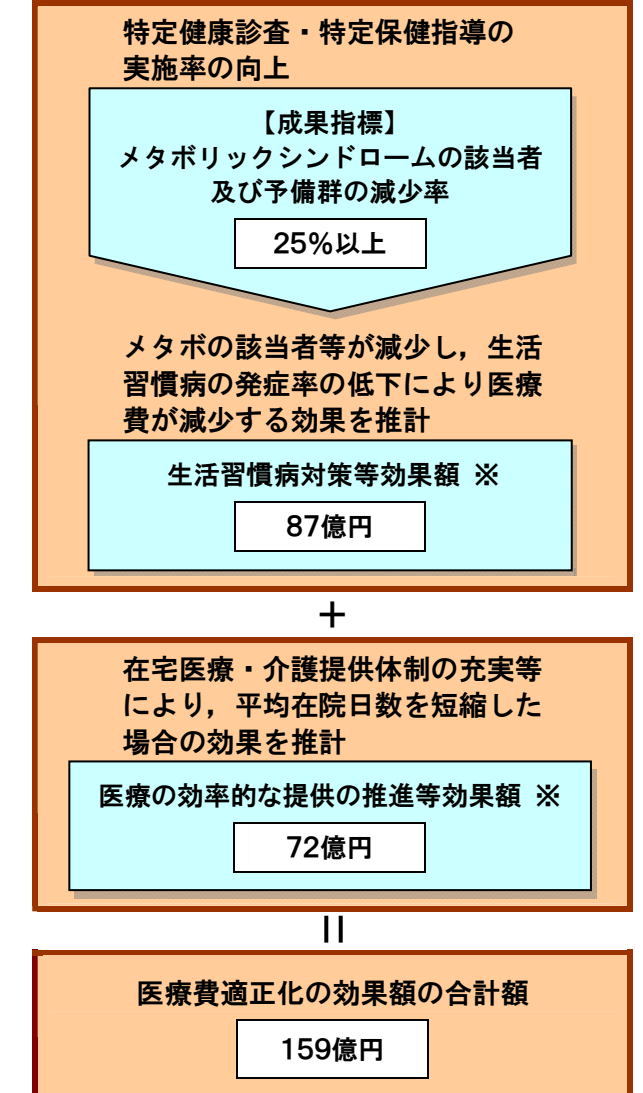 特定健康診査・特定保健指導の
実施率の向上
【成果指標】
メタボリックシンドロームの該当者
及び予備群の減少率
25%以上
メタボの該当者等が減少し，生活
習慣病の発症率の低下により医療
費が減少する効果を推計
生活習慣病対策等効果額 ※
87億円
＋
在宅医療・介護提供体制の充実等
により，平均在院日数を短縮した
場合の効果を推計
医療の効率的な提供の推進等効果額 ※
72億円
＝
医療費適正化の効果額の合計額
159億円